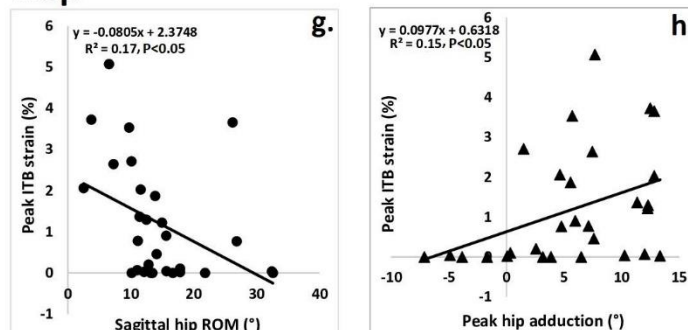 g.
y = -0.0805x + 2.3748
R² = 0.17, P<0.05
Peak ITB strain (%)
6
5
4
3
2
1
0
-1
0 10 20 30 40
Sagittal hip ROM (°)
h
y = 0.0977x + 0.6318
R² = 0.15, P<0.05
Peak ITB strain (%)
6
5
4
3
2
1
0
-1
-10 -5 0 5 10 15
Peak hip adduction (°)